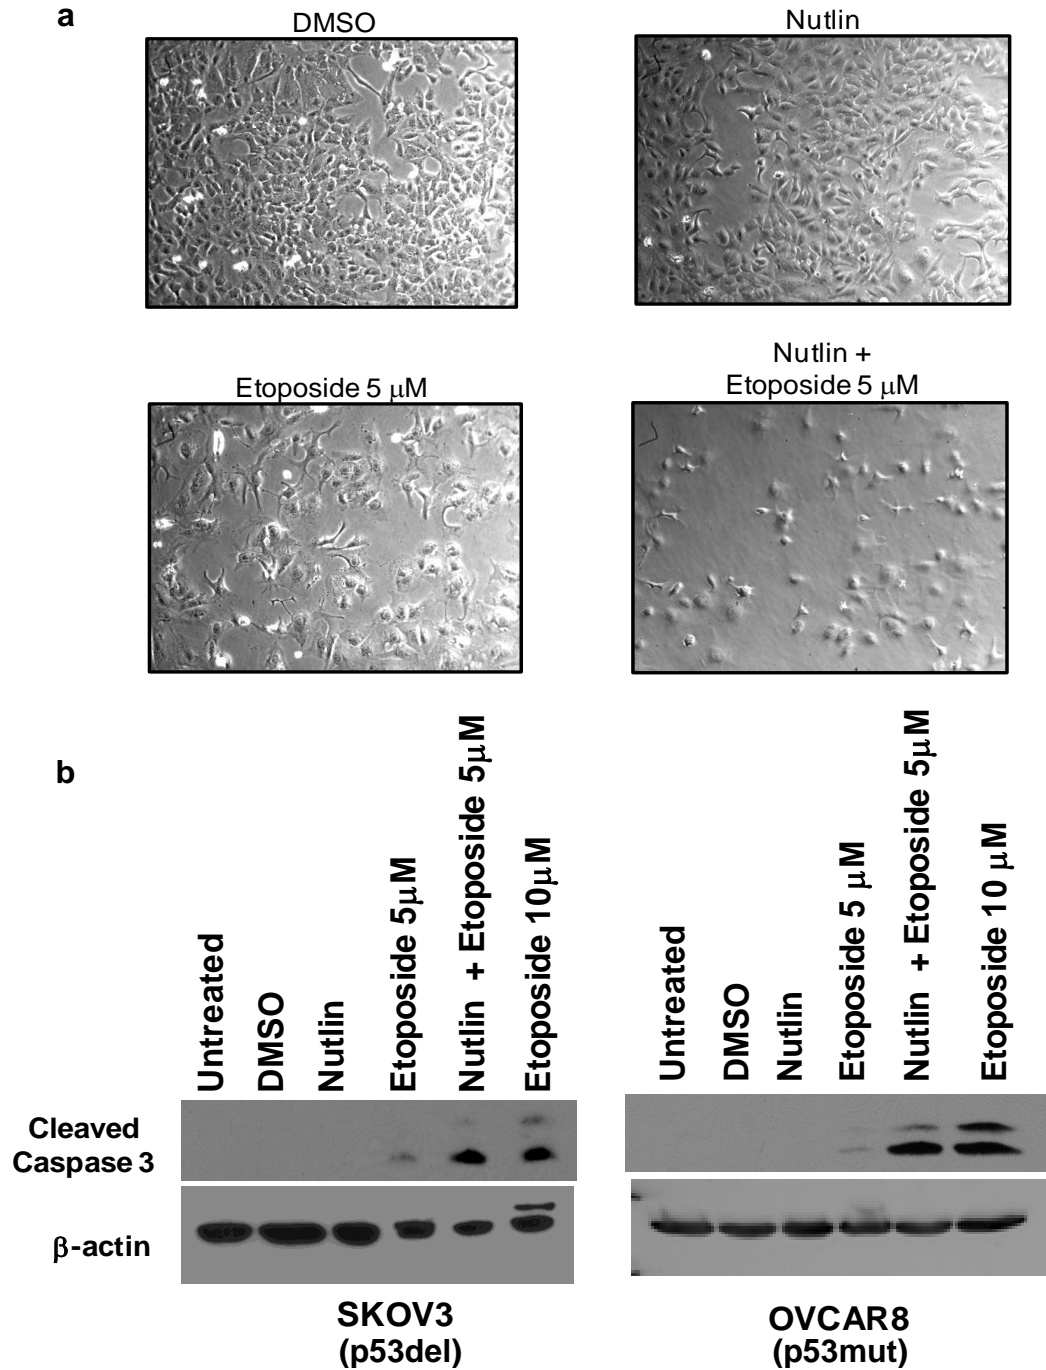 a
DMSO
Nutlin
Etoposide 5 μM
Nutlin +
Etoposide 5 μM
b
Untreated
DMSO
Nutlin
Etoposide 5μM
Nutlin + Etoposide 5μM
Etoposide 10μM
Untreated
DMSO
Nutlin
Etoposide 5 μM
Nutlin + Etoposide 5μM
Etoposide 10 μM
Cleaved
Caspase 3
β-actin
SKOV3
(p53del)
OVCAR8
(p53mut)